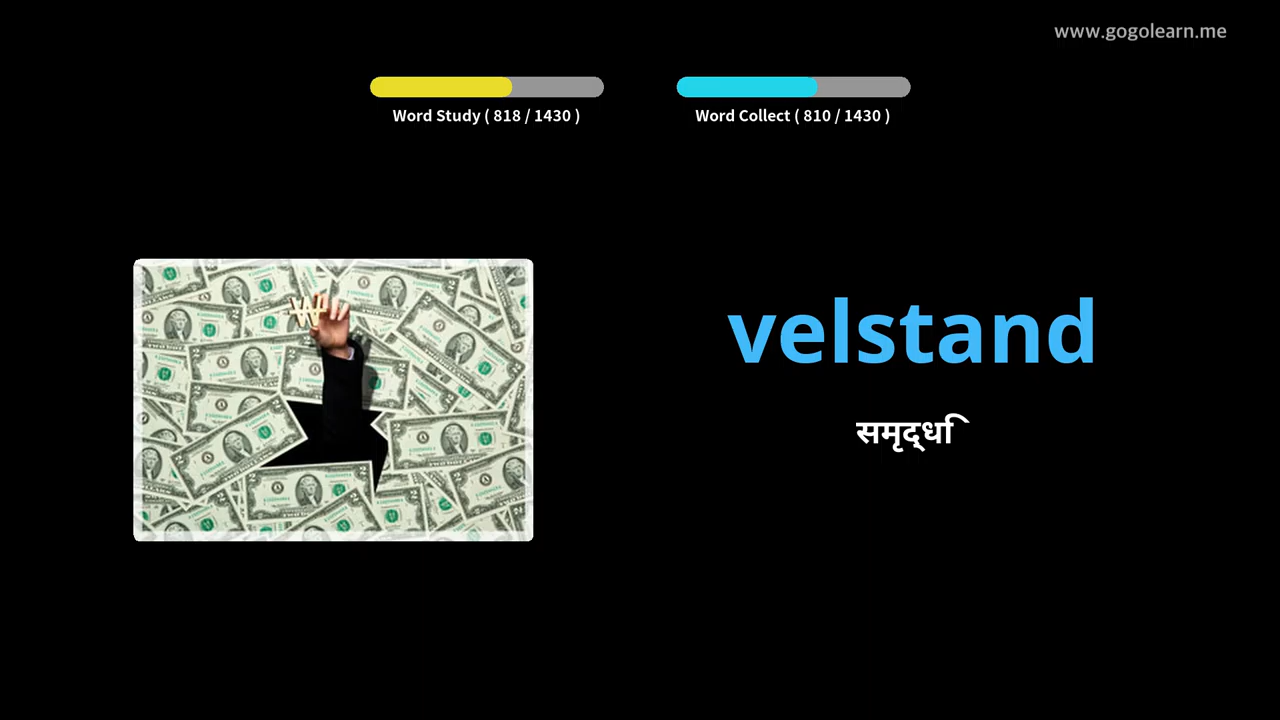 www.gogolearn.me
Word Study ( 818 / 1430 )
Word Collect ( 810 / 1430 )
velstand
समृद्धि